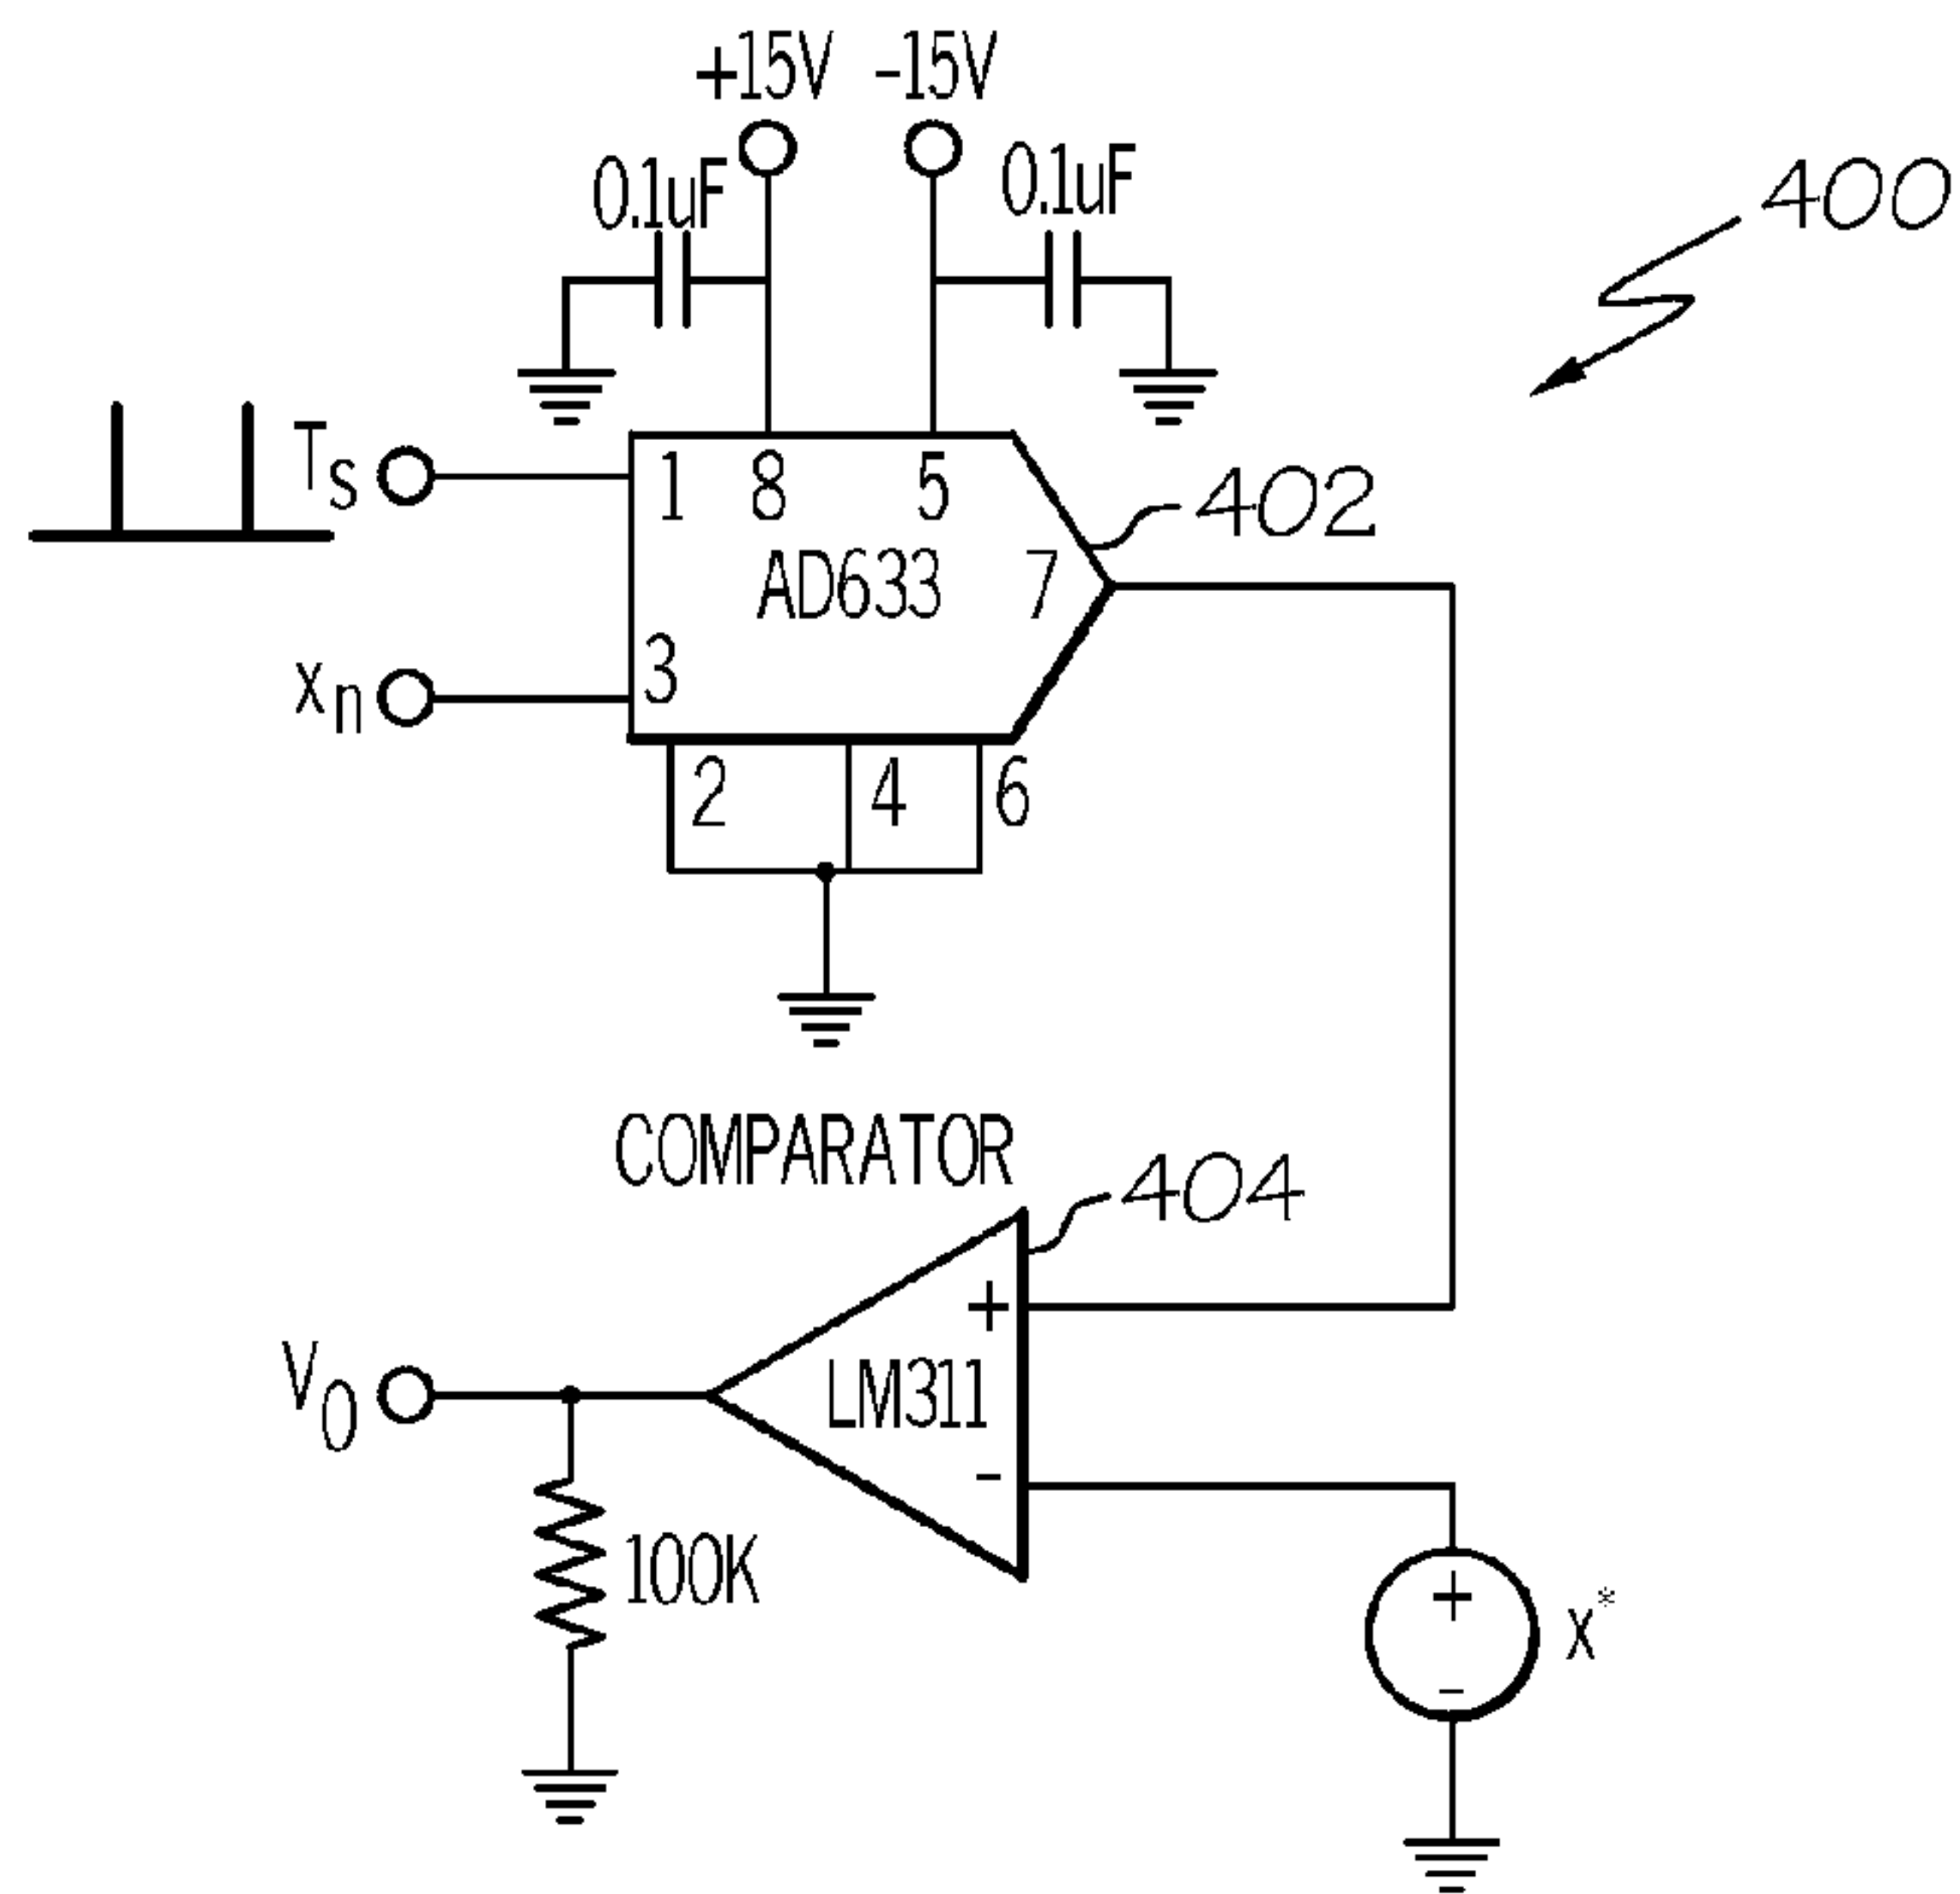 +15V -15V
0.1uF 0.1uF
400
Ts
1 8 5
402
AD633 7
xn
3
2 4 6
COMPARATOR
404
+
LM311
VO
-
100K
+
x*
-